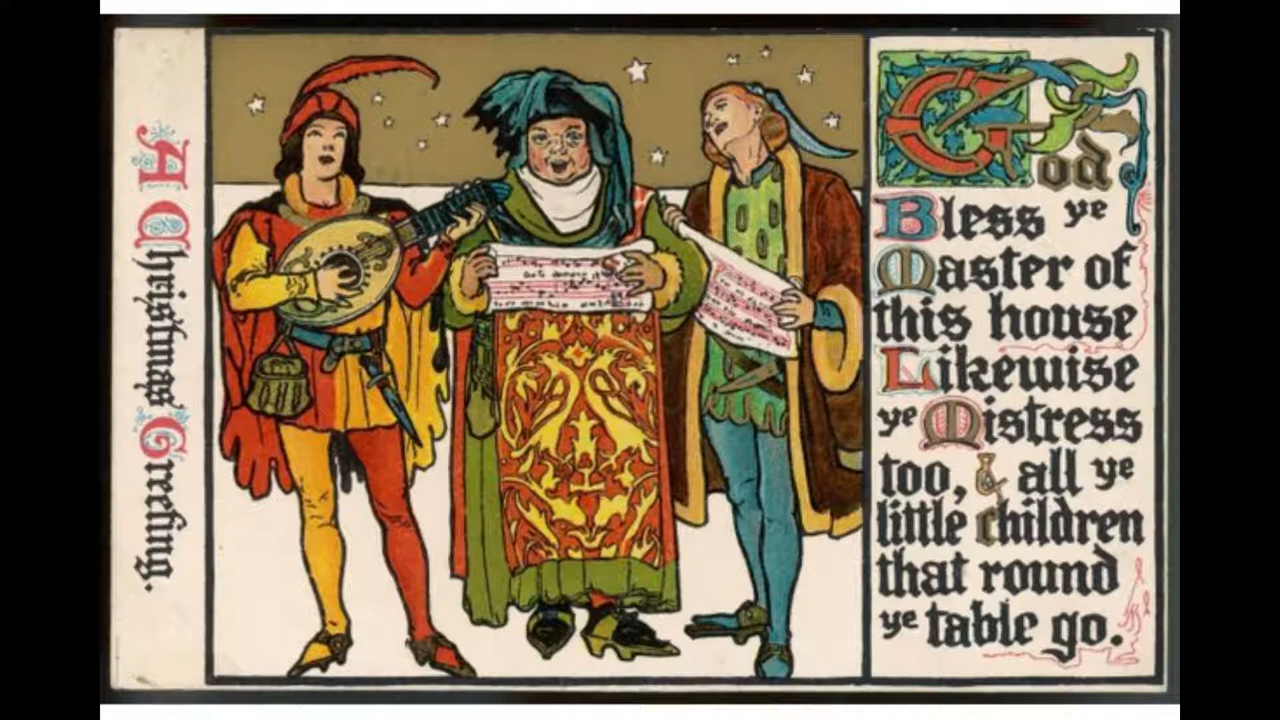 A Christmas Greeting.
God
Bless ye
Master of
this house
Likewise
ye Mistress
too, & all ye
little children
that round
ye table go.